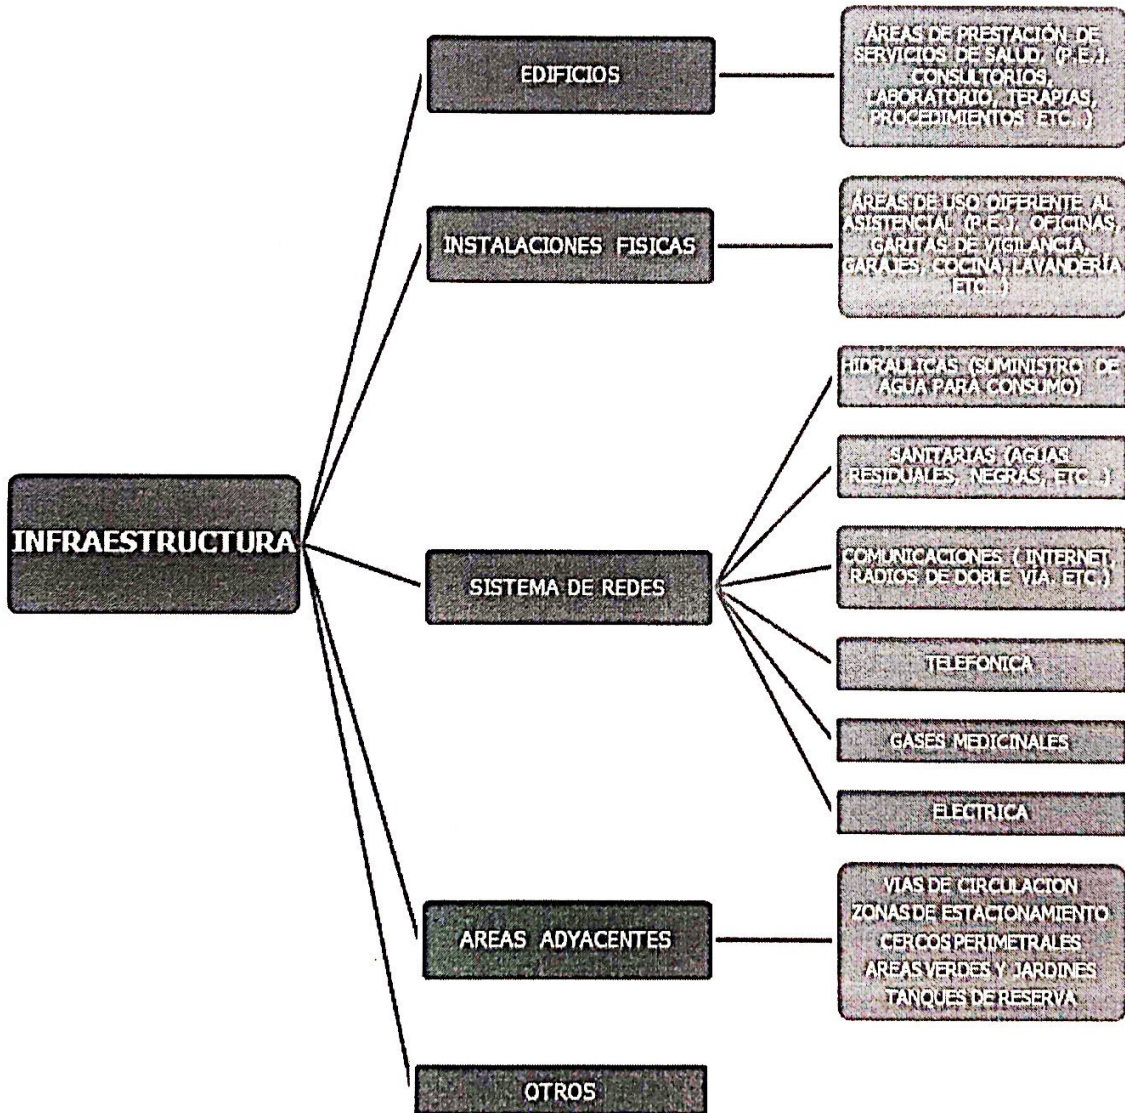 INFRAESTRUCTURA
EDIFICIOS
ÁREAS DE PRESTACIÓN DE
SERVICIOS DE SALUD. (P.E.).
CONSULTORIOS,
LABORATORIO, TERAPIAS,
PROCEDIMIENTOS ETC...)
INSTALACIONES FISICAS
ÁREAS DE USO DIFERENTE AL
ASISTENCIAL (P.E.). OFICINAS,
GARITAS DE VIGILANCIA,
GARAJES, COCINA, LAVANDERÍA
ETC...)
SISTEMA DE REDES
HIDRAULICAS (SUMINISTRO DE
AGUA PARA CONSUMO)
SANITARIAS (AGUAS
RESIDUALES, NEGRAS, ETC...)
COMUNICACIONES ( INTERNET,
RADIOS DE DOBLE VÍA. ETC.)
TELEFONICA
GASES MEDICINALES
ELECTRICA
AREAS ADYACENTES
VIAS DE CIRCULACION
ZONAS DE ESTACIONAMIENTO
CERCOS PERIMETRALES
AREAS VERDES Y JARDINES
TANQUES DE RESERVA
OTROS